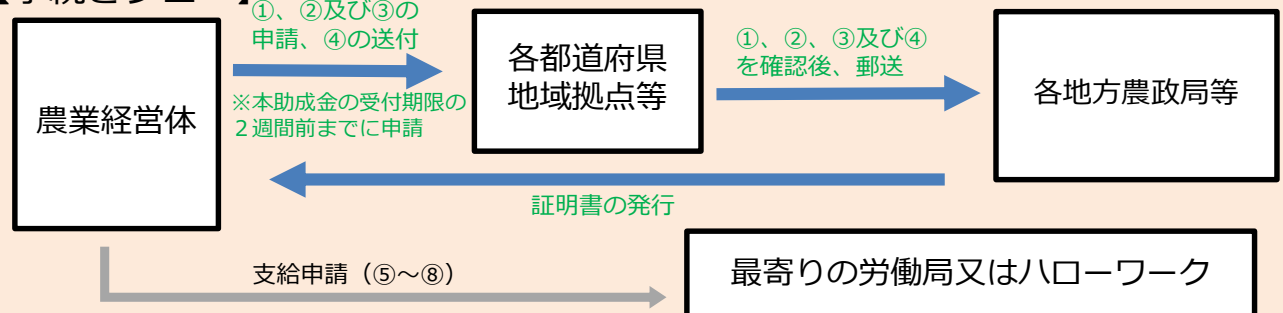 ①、②及び③の
申請、④の送付
農業経営体
※本助成金の受付期限の
２週間前までに申請
各都道府県
地域拠点等
①、②、③及び④
を確認後、郵送
各地方農政局等
証明書の発行
支給申請（⑤～⑧）
最寄りの労働局又はハローワーク